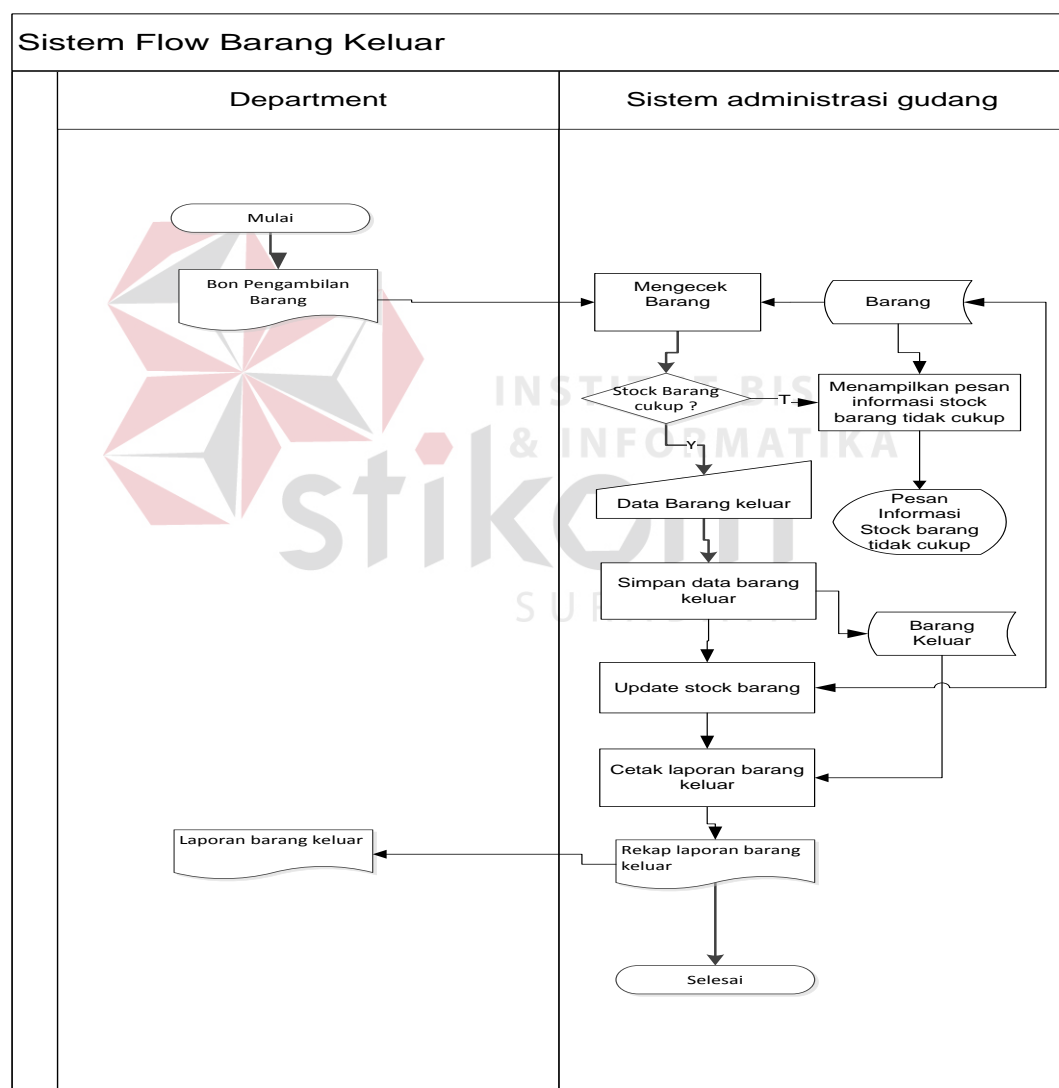 Sistem Flow Barang Keluar
Department
Sistem administrasi gudang
Mulai
Bon Pengambilan
Barang
Mengecek
Barang
Barang
Stock Barang
cukup ?
T
Menampilkan pesan
informasi stock
barang tidak cukup
Y
Data Barang keluar
Pesan
Informasi
Stock barang
tidak cukup
Simpan data barang
keluar
Barang
Keluar
Update stock barang
Cetak laporan barang
keluar
Laporan barang keluar
Rekap laporan barang
keluar
Selesai
& INFORMATIKA
stikom